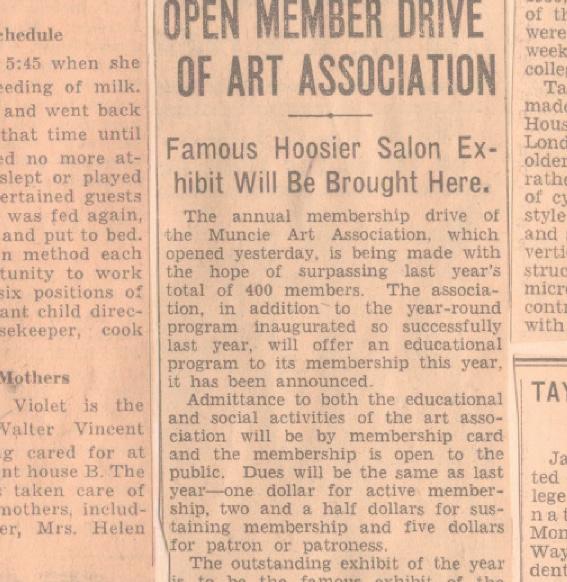 chedule
5:45 when she
eeding of milk.
and went back
that time until
ed no more at-
slept or played
ertained guests
was fed again,
and put to bed.
n method each
tunity to work
six positions of
ant child direc-
sekeeper, cook
Mothers
Violet is the
Walter Vincent
ng cared for at
nt house B. The
s taken care of
mothers, includ-
er, Mrs. Helen
OPEN MEMBER DRIVE
OF ART ASSOCIATION
Famous Hoosier Salon Ex-
hibit Will Be Brought Here.
The annual membership drive of
the Muncie Art Association, which
opened yesterday, is being made with
the hope of surpassing last year's
total of 400 members. The associa-
tion, in addition to the year-round
program inaugurated so successfully
last year, will offer an educational
program to its membership this year,
it has been announced.
Admittance to both the educational
and social activities of the art asso-
ciation will be by membership card
and the membership is open to the
public. Dues will be the same as last
year—one dollar for active member-
ship, two and a half dollars for sus-
taining membership and five dollars
for patron or patroness.
The outstanding exhibit of the year
is to be the famous exhibit of the
of th
were
week
colle
Ta
made
Hous
Lond
older
rathe
of cy
style
and
verti
struc
micro
contr
with
TAY
Ja
ted
lege
n a t
Mon
Way
dent